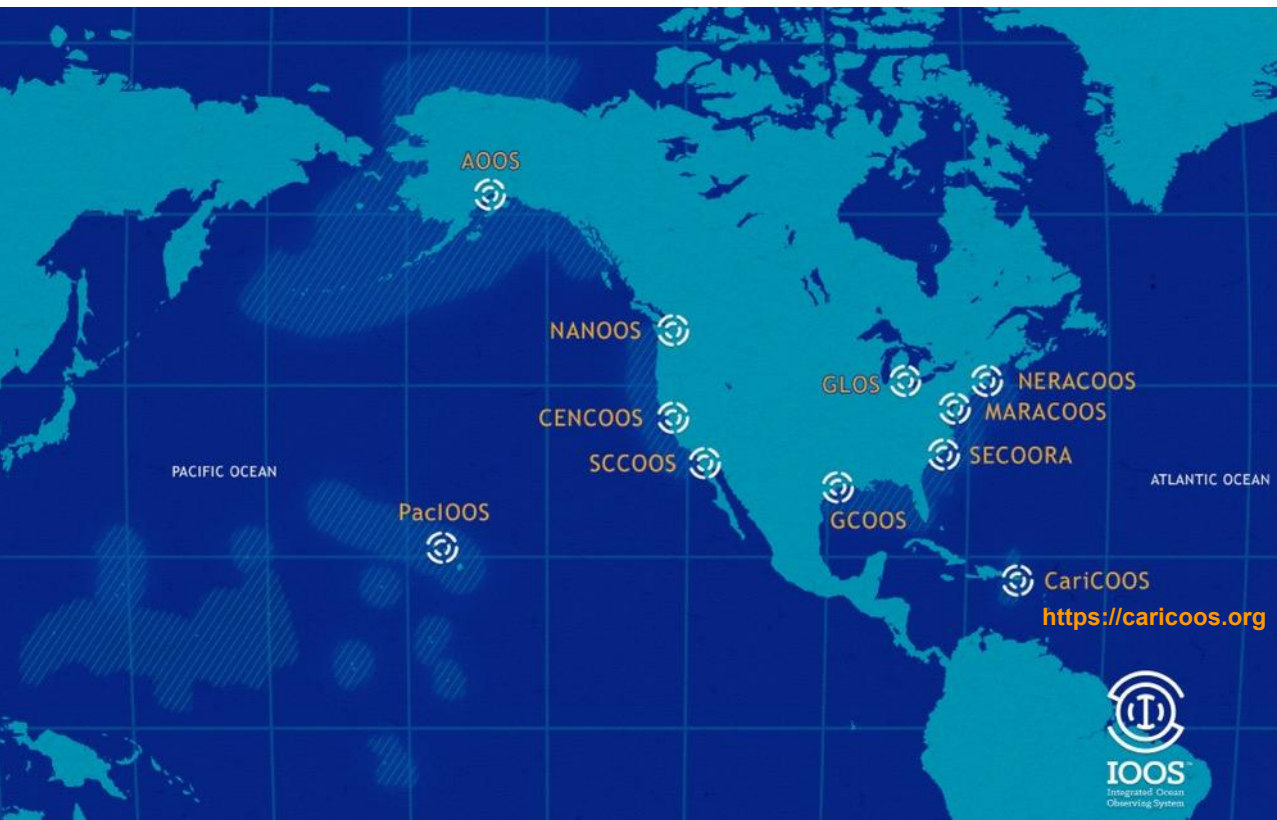 AOOS
NANOOS
GLOS
NERACOOS
CENCOOS
MARACOOS
SCCOOS
SECOORA
PACIFIC OCEAN
ATLANTIC OCEAN
PacIOOS
GCOOS
CariCOOS
https://caricoos.org
IOOS™
Integrated Ocean
Observing System